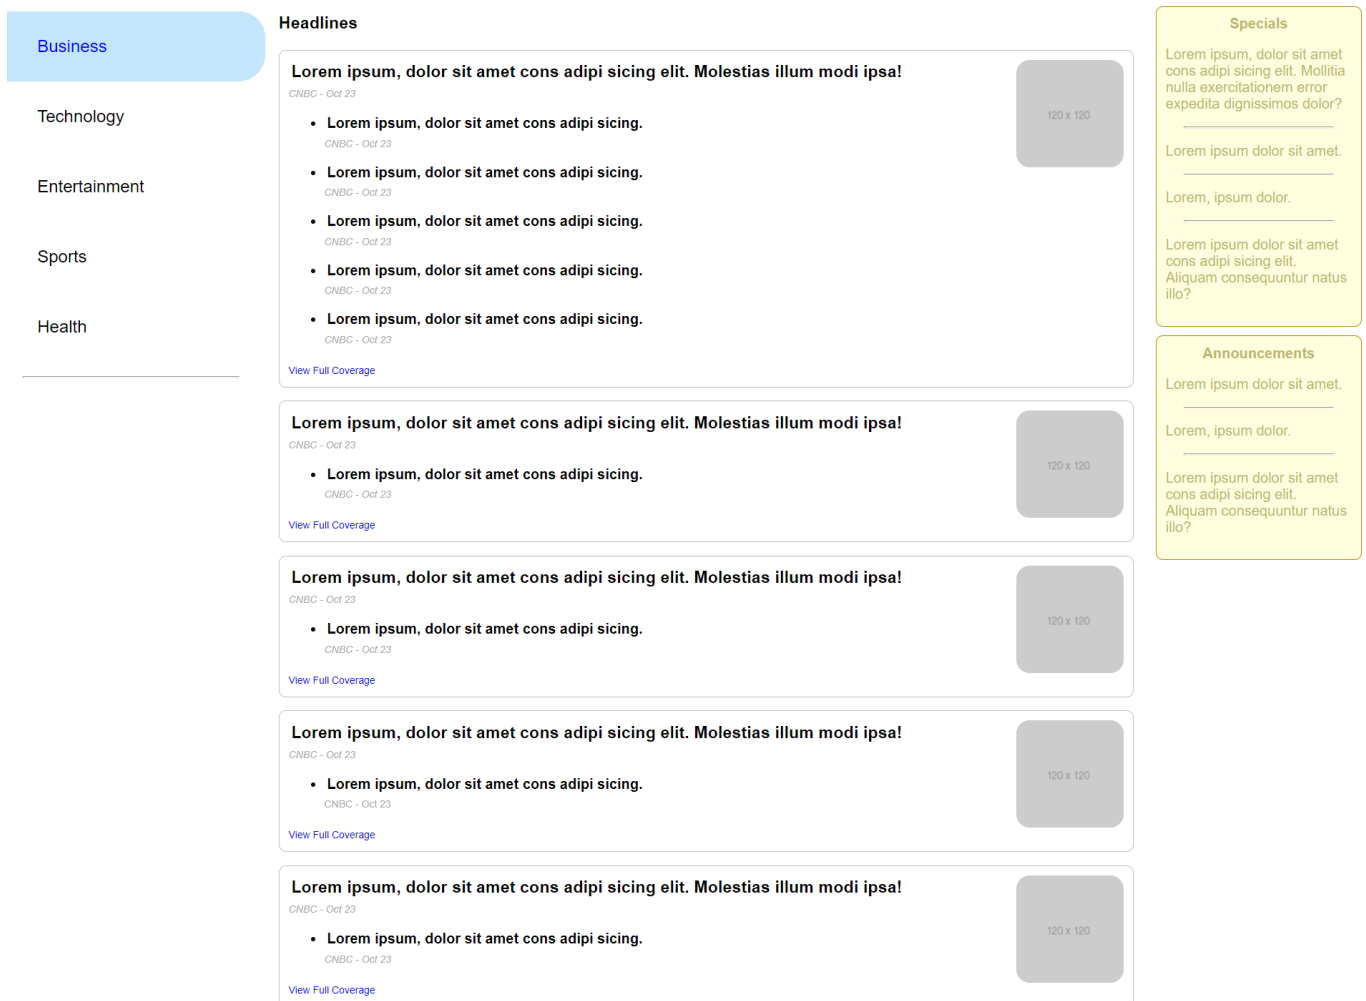 Business
Technology
Entertainment
Sports
Health
Headlines
Lorem ipsum, dolor sit amet cons adipi sicing elit. Molestias illum modi ipsa!
CNBC - Oct 23
120 x 120
Lorem ipsum, dolor sit amet cons adipi sicing.
CNBC - Oct 23
Lorem ipsum, dolor sit amet cons adipi sicing.
CNBC - Oct 23
Lorem ipsum, dolor sit amet cons adipi sicing.
CNBC - Oct 23
Lorem ipsum, dolor sit amet cons adipi sicing.
CNBC - Oct 23
Lorem ipsum, dolor sit amet cons adipi sicing.
CNBC - Oct 23
View Full Coverage
Lorem ipsum, dolor sit amet cons adipi sicing elit. Molestias illum modi ipsa!
CNBC - Oct 23
120 x 120
Lorem ipsum, dolor sit amet cons adipi sicing.
CNBC - Oct 23
View Full Coverage
Lorem ipsum, dolor sit amet cons adipi sicing elit. Molestias illum modi ipsa!
CNBC - Oct 23
120 x 120
Lorem ipsum, dolor sit amet cons adipi sicing.
CNBC - Oct 23
View Full Coverage
Lorem ipsum, dolor sit amet cons adipi sicing elit. Molestias illum modi ipsa!
CNBC - Oct 23
120 x 120
Lorem ipsum, dolor sit amet cons adipi sicing.
CNBC - Oct 23
View Full Coverage
Lorem ipsum, dolor sit amet cons adipi sicing elit. Molestias illum modi ipsa!
CNBC - Oct 23
120 x 120
Lorem ipsum, dolor sit amet cons adipi sicing.
CNBC - Oct 23
View Full Coverage
Specials
Lorem ipsum, dolor sit amet
cons adipi sicing elit. Mollitia
nulla exercitationem error
expedita dignissimos dolor?
Lorem ipsum dolor sit amet.
Lorem, ipsum dolor.
Lorem ipsum dolor sit amet
cons adipi sicing elit.
Aliquam consequuntur natus
illo?
Announcements
Lorem ipsum dolor sit amet.
Lorem, ipsum dolor.
Lorem ipsum dolor sit amet
cons adipi sicing elit.
Aliquam consequuntur natus
illo?